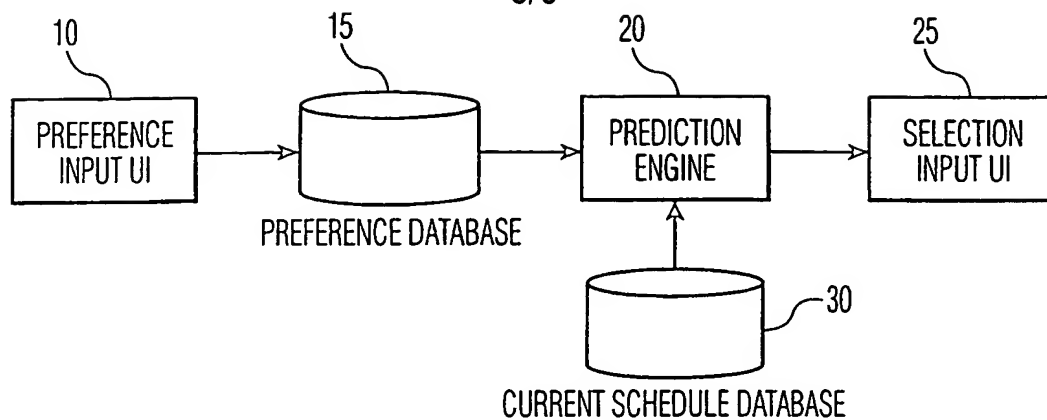 10
15
20
25
PREFERENCE
INPUT UI
PREDICTION
ENGINE
SELECTION
INPUT UI
PREFERENCE DATABASE
30
CURRENT SCHEDULE DATABASE